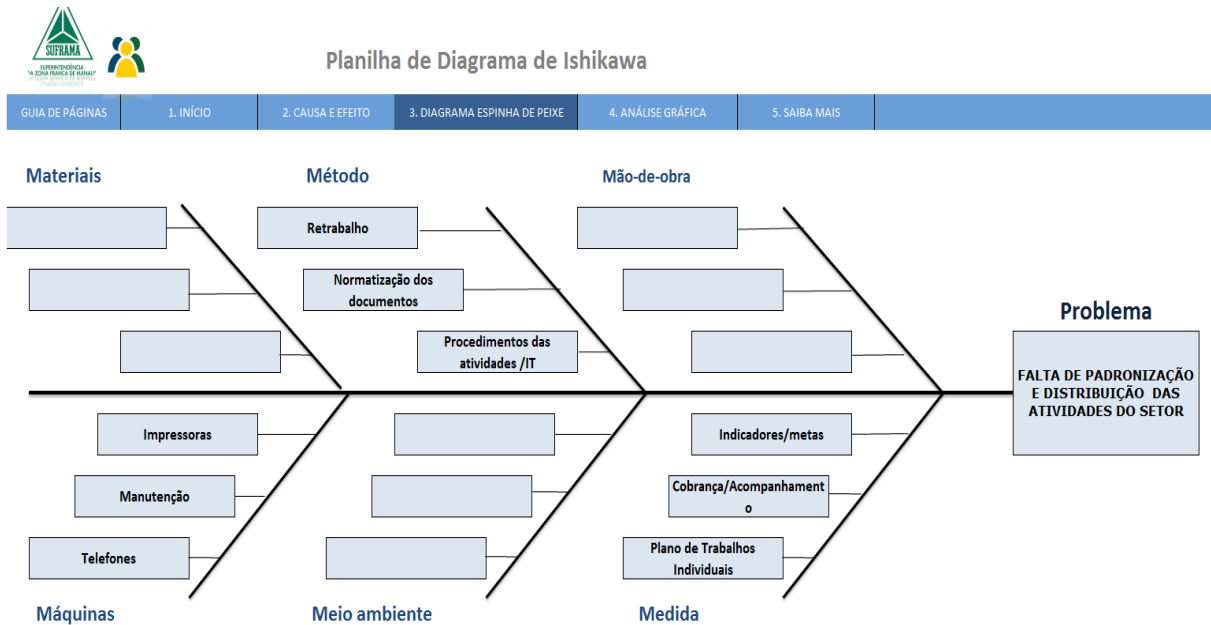 SUFRAMA
SUPERINTENDÊNCIA
Planilha de Diagrama de Ishikawa
GUIA DE PÁGINAS
1. INÍCIO
2. CAUSA E EFEITO
3. DIAGRAMA ESPINHA DE PEIXE
4. ANÁLISE GRÁFICA
5. SAIBA MAIS
Materiais
Método
Mão-de-obra
Retrabalho
Normatização dos
documentos
Procedimentos das
atividades /IT
Problema
FALTA DE PADRONIZAÇÃO
E DISTRIBUIÇÃO DAS
ATIVIDADES DO SETOR
Impressoras
Indicadores/metas
Manutenção
Cobrança/Acompanhament
o
Telefones
Plano de Trabalhos
Individuais
Máquinas
Meio ambiente
Medida